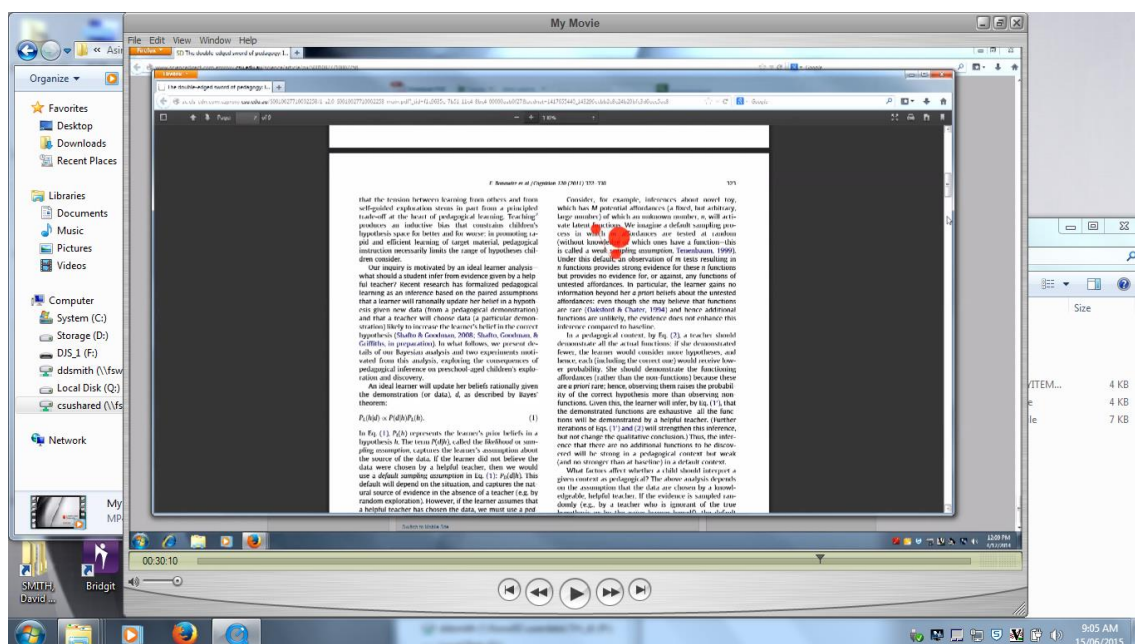 My Movie
File Edit View Window Help
Organize
Favorites
Desktop
Downloads
Recent Places
Libraries
Documents
Music
Pictures
Videos
Computer
System (C:)
Storage (D:)
DJS_1 (F:)
ddsmith (\\fsw
Local Disk (Q:)
csushared (\\fs
Network
My
MP
The double-edged sword of pedagogy: I...
E. Bonawitz et al / Cognition 120 (2011) 322–330
323
that the tension between learning from others and from
self-guided exploration stems in part from a principled
trade-off at the heart of pedagogical learning. Teaching
produces an inductive bias that constrains children's
hypothesis space for better and for worse: in promoting ra-
pid and efficient learning of target material, pedagogical
instruction necessarily limits the range of hypotheses chil-
dren consider.
Our inquiry is motivated by an ideal learner analysis
what should a student infer from evidence given by a help-
ful teacher? Recent research has formalized pedagogical
learning as an inference based on the paired assumptions
that a learner will rationally update her belief in a hypoth-
esis given new data (from a pedagogical demonstration)
and that a teacher will choose data (a particular demon-
stration) likely to increase the learner's belief in the correct
hypothesis (Shafto & Goodman, 2008; Shafto, Goodman, &
Griffiths, in preparation). In what follows, we present de-
tails of our Bayesian analysis and two experiments moti-
vated from this analysis, exploring the consequences of
pedagogical inference on preschool-aged children's explo-
ration and discovery.
An ideal learner will update her beliefs rationally given
the demonstration (or data), d, as described by Bayes'
theorem:
(1)
In Eq. (1), represents the learner's prior beliefs in a
hypothesis h. The term P(d|h), called the likelihood or sam-
pling assumption, captures the learner's assumption about
the source of the data. If the learner did not believe the
data were chosen by a helpful teacher, then we would
use a default sampling assumption in Eq. (1): This
default will depend on the situation, and captures the nat-
ural source of evidence in the absence of a teacher (e.g. by
random exploration). However, if the learner assumes that
a helpful teacher has chosen the data, we must use a ped
Consider, for example, inferences about novel toy,
which has M potential affordances (a fixed, but arbitrary,
large number) of which an unknown number, n, will acti-
vate latent functions. We imagine a default sampling pro-
cess in which affordances are tested at random
(without knowledge of which ones have a function–this
is called a weak sampling assumption, Tenenbaum, 1999).
Under this default, an observation of m tests resulting in
n functions provides strong evidence for these n functions
but provides no evidence for, or against, any functions of
untested affordances. In particular, the learner gains no
information beyond her a priori beliefs about the untested
affordances: even though she may believe that functions
are rare (Oaksford & Chater, 1994) and hence additional
functions are unlikely, the evidence does not enhance this
inference compared to baseline.
In a pedagogical context, by Eq. (2), a teacher should
demonstrate all the actual functions: if she demonstrated
fewer, the learner would consider more hypotheses, and
hence, each (including the correct one) would receive low-
er probability. She should demonstrate the functioning
affordances (rather than the non-functions) because these
are a priori rare; hence, observing them raises the probabil-
ity of the correct hypothesis more than observing non-
functions. Given this, the learner will infer, by Eq. (1'), that
the demonstrated functions are exhaustive all the func
tions will be demonstrated by a helpful teacher. (Further
iterations of Eqs. (1') and (2) will strengthen this inference,
but not change the qualitative conclusion.) Thus, the infer-
ence that there are no additional functions to be discov-
ered will be strong in a pedagogical context but weak
(and no stronger than at baseline) in a default context.
What factors affect whether a child should interpret a
given context as pedagogical? The above analysis depends
on the assumption that the data are chosen by a knowl-
edgeable, helpful teacher. If the evidence is sampled ran-
domly (e.g., by a teacher who is ignorant of the true
Size
4 KB
4 KB
7 KB
12:00 PM
00:30:10
SMITH,
David ...
Bridgit
9:05 AM
15/06/2015